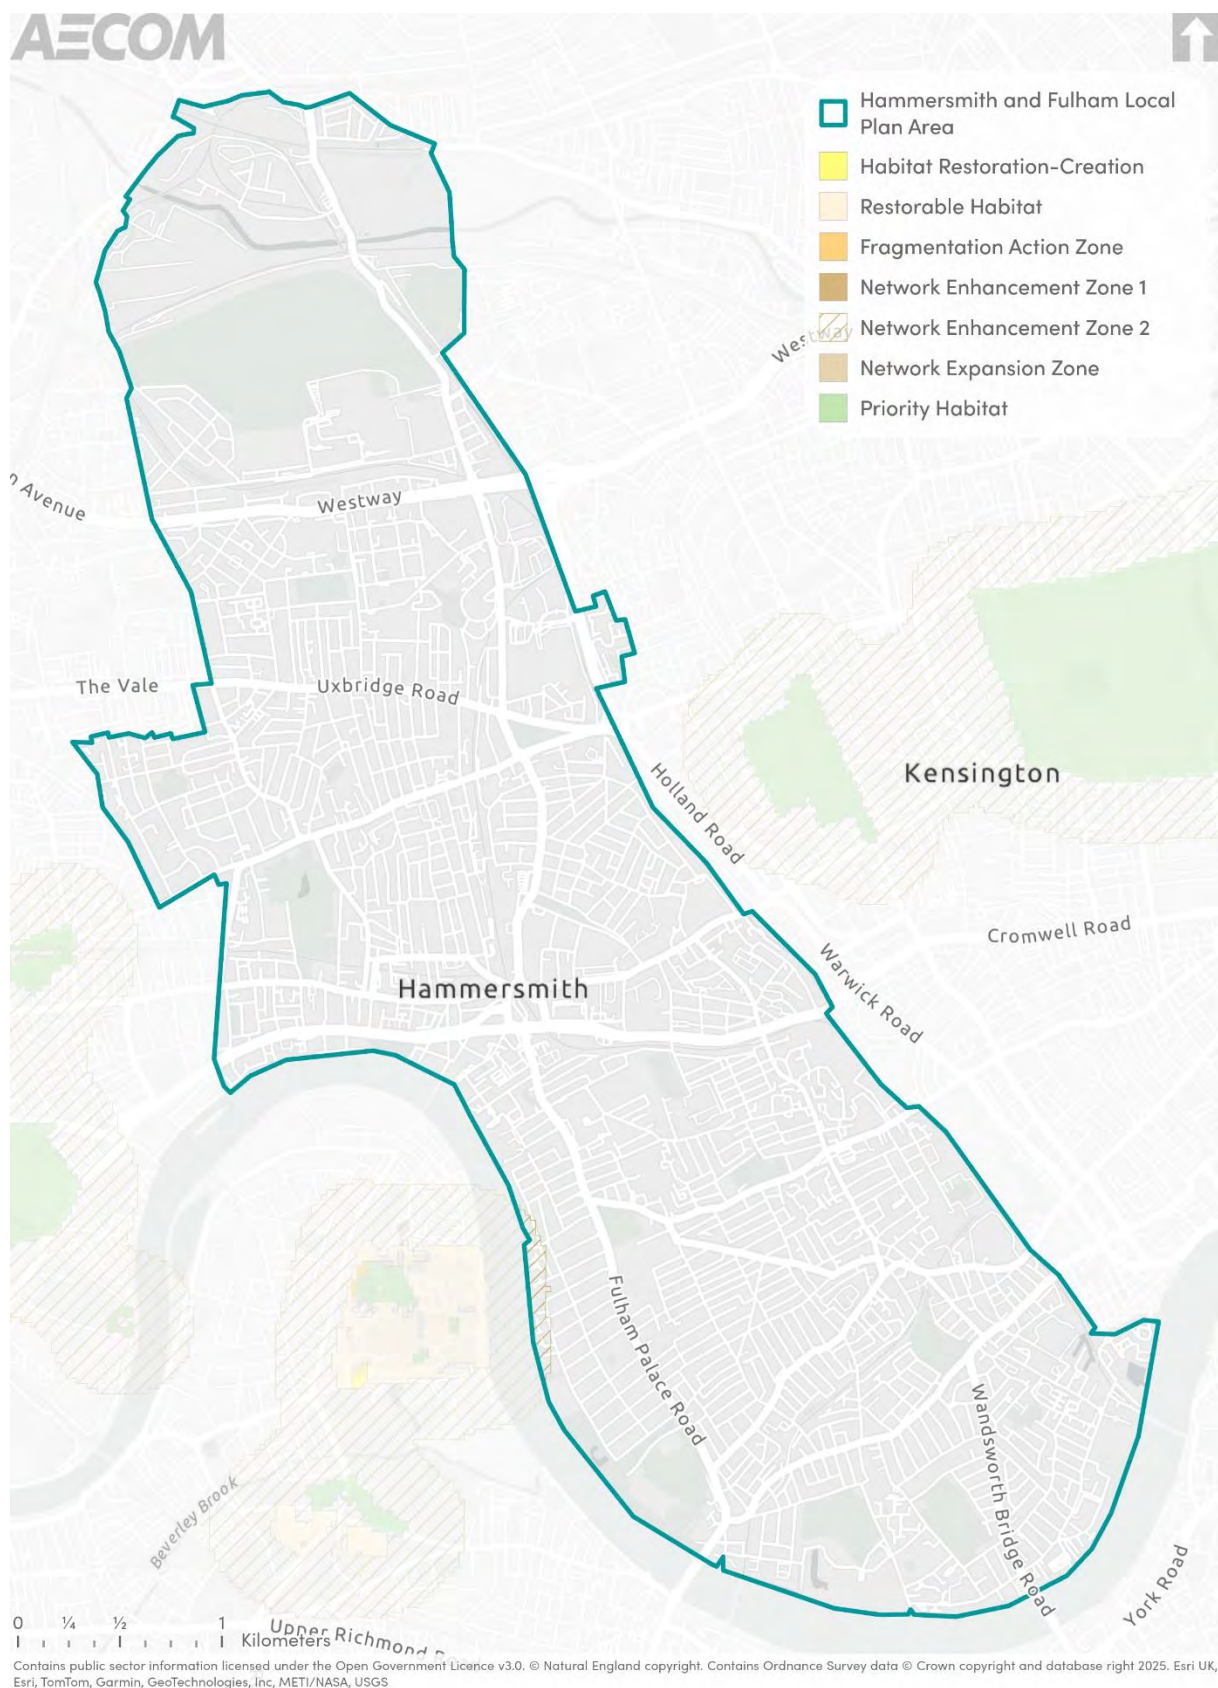 AECOM
Hammersmith and Fulham Local
Plan Area
Habitat Restoration-Creation
Restorable Habitat
Fragmentation Action Zone
Network Enhancement Zone 1
Network Enhancement Zone 2
Network Expansion Zone
Priority Habitat
Westway
n Avenue
Westway
The Vale
Uxbridge Road
Holland Road
Kensington
Cromwell Road
Warwick Road
Hammersmith
Fulham Palace Road
Wandsworth Bridge Road
Beverley Brook
York Road
0 ¼ ½ 1
Kilometers
Upper Richmond Road
Contains public sector information licensed under the Open Government Licence v3.0. © Natural England copyright. Contains Ordnance Survey data © Crown copyright and database right 2025. Esri UK,
Esri, TomTom, Garmin, GeoTechnologies, Inc, METI/NASA, USGS